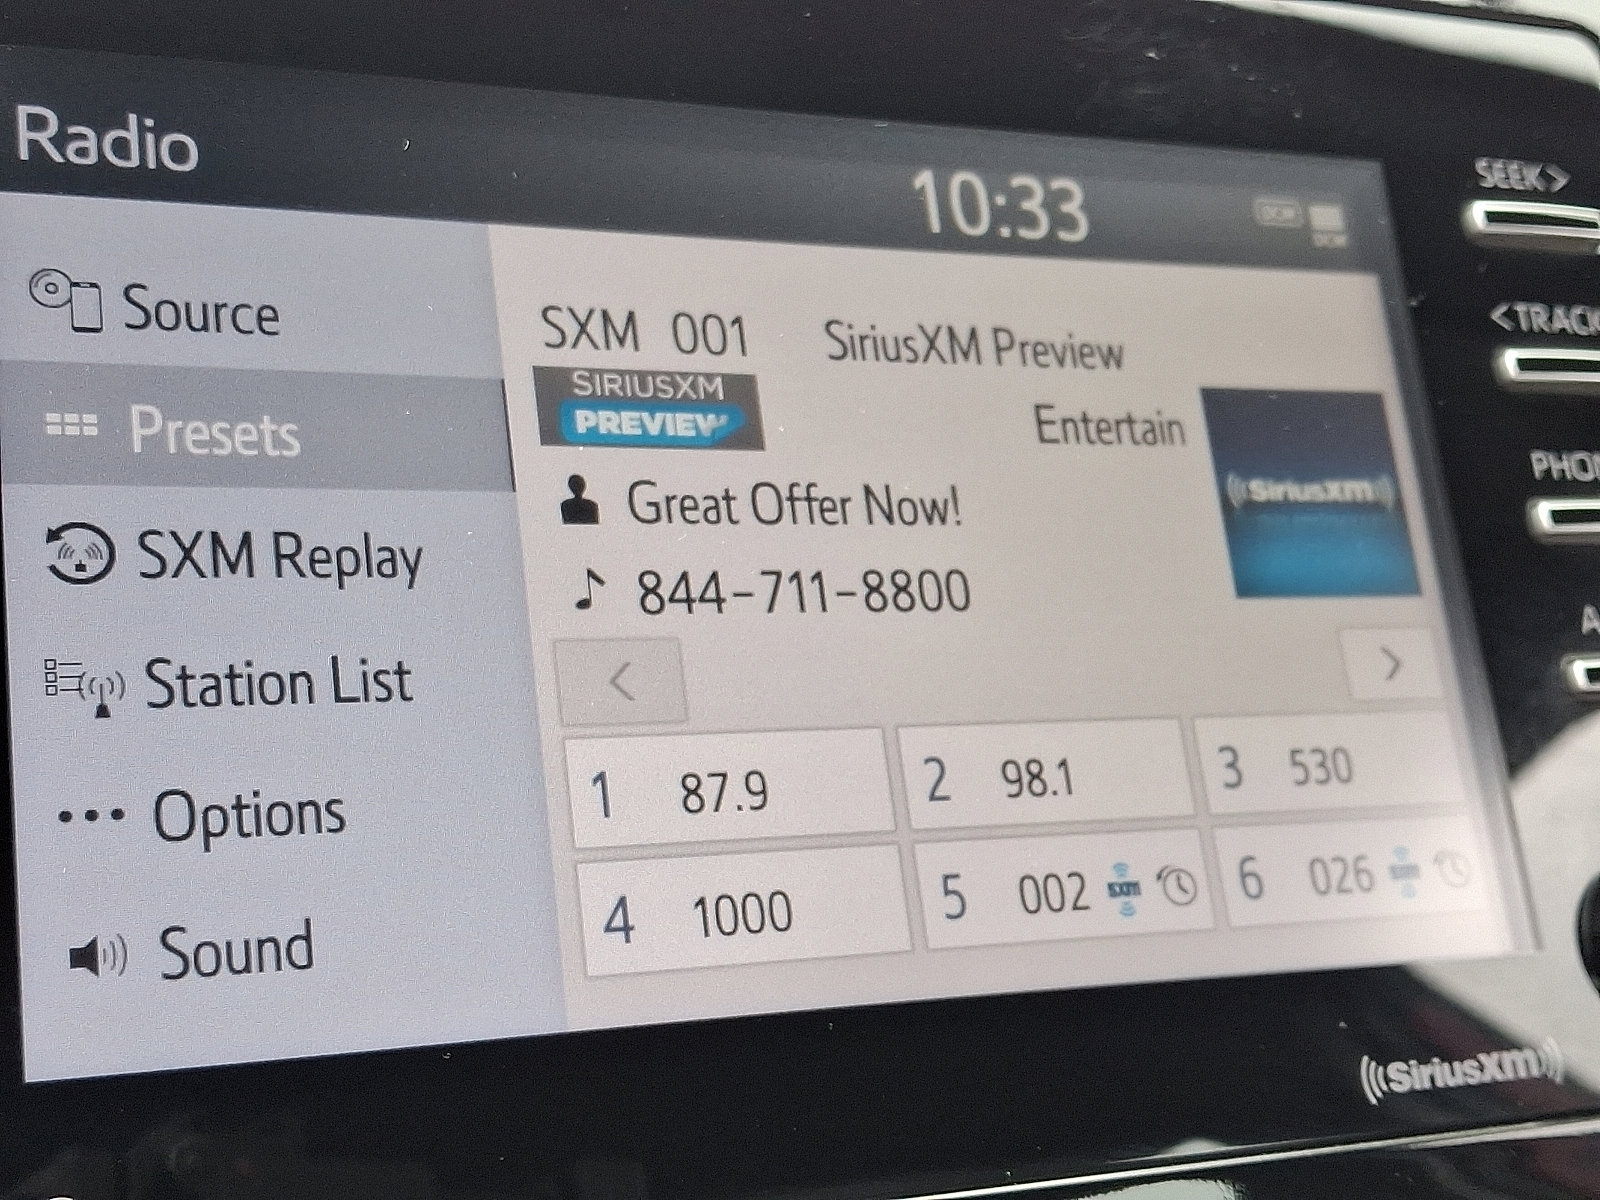 Radio
10:33
SEEK >
Source
SXM 001
SiriusXM Preview
< TRACK
SIRIUSXM
PREVIEW
Entertain
Presets
SiriusXM
Great Offer Now!
SXM Replay
844-711-8800
<
>
Station List
1 87.9
2 98.1
3 530
Options
4 1000
5 002 SXM
6 026
Sound
SiriusXM